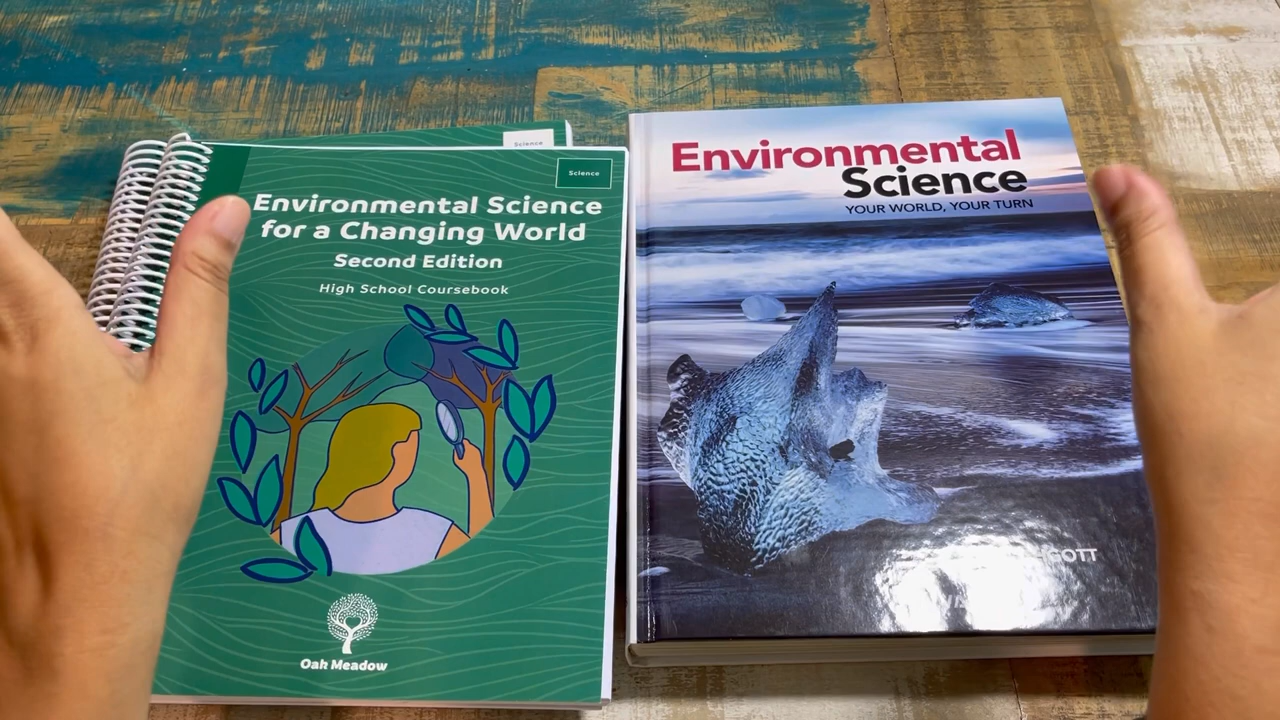 Science
Science
Environmental Science
for a Changing World
Second Edition
High School Coursebook
Oak Meadow
Environmental
Science
YOUR WORLD, YOUR TURN